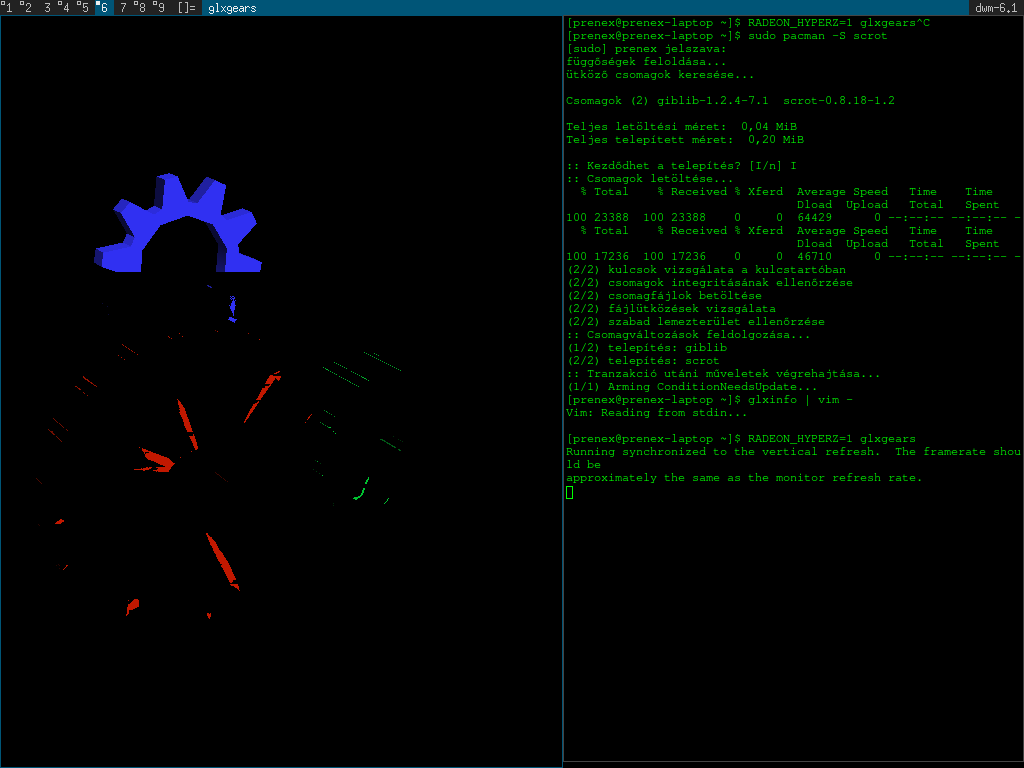 1 2 3 4 5 6 7 8 9 []= glxgears dwm-6.1
[prenex@prenex-laptop ~]$ RADEON_HYPERZ=1 glxgears^C
[prenex@prenex-laptop ~]$ sudo pacman -S scrot
[sudo] prenex jelszava:
függőségek feloldása...
ütköző csomagok keresése...
Csomagok (2) giblib-1.2.4-7.1  scrot-0.8.18-1.2
Teljes letöltési méret:  0,04 MiB
Teljes telepített méret:  0,20 MiB
:: Kezdődhet a telepítés? [I/n] I
:: Csomagok letöltése...
  % Total    % Received % Xferd  Average Speed   Time    Time
                                 Dload  Upload   Total   Spent
100 23388  100 23388    0     0  64429      0 --:--:-- --:--:-- -
  % Total    % Received % Xferd  Average Speed   Time    Time
                                 Dload  Upload   Total   Spent
100 17236  100 17236    0     0  46710      0 --:--:-- --:--:-- -
(2/2) kulcsok vizsgálata a kulcstartóban
(2/2) csomagok integritásának ellenőrzése
(2/2) csomagfájlok betöltése
(2/2) fájlütközések vizsgálata
(2/2) szabad lemezterület ellenőrzése
:: Csomagváltozások feldolgozása...
(1/2) telepítés: giblib
(2/2) telepítés: scrot
:: Tranzakció utáni műveletek végrehajtása...
(1/1) Arming ConditionNeedsUpdate...
[prenex@prenex-laptop ~]$ glxinfo | vim -
Vim: Reading from stdin...
[prenex@prenex-laptop ~]$ RADEON_HYPERZ=1 glxgears
Running synchronized to the vertical refresh.  The framerate shou
ld be
approximately the same as the monitor refresh rate.